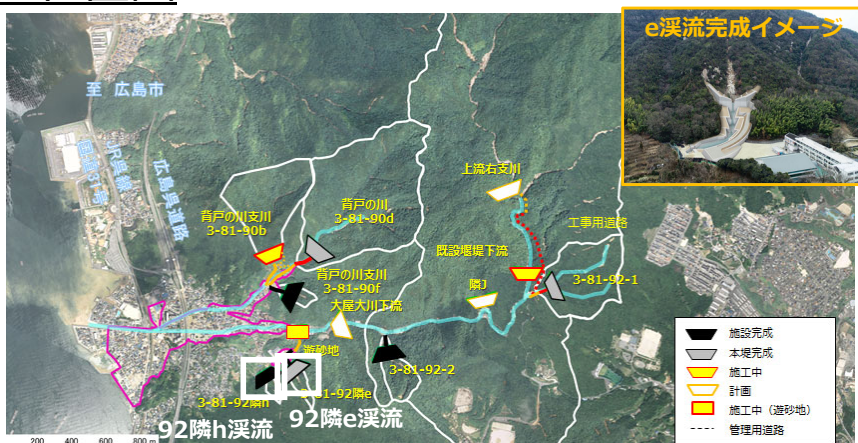 e渓流完成イメージ
至 広島市
国道31号
JR呉線
広島呉道路
上流右支川
背戸の川
3-81-90d
背戸の川支川
3-81-90b
工事用道路
既設堰堤下流
背戸の川支川
3-81-90f
隣J
3-81-92-1
大屋大川下流
遊砂地
3-81-92-2
3-81-92隣h
3-81-92隣e
92隣h渓流
92隣e渓流
施設完成
本堤完成
施工中
計画
施工中（遊砂地）
管理用道路
200 400 600 800 m